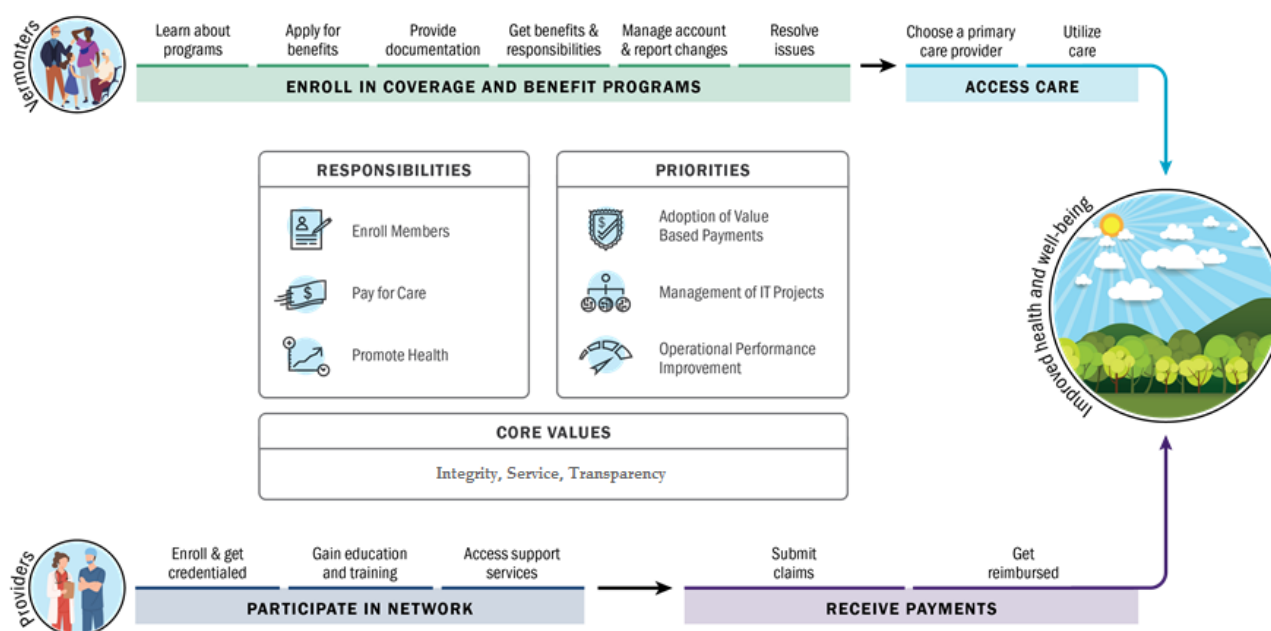 Vermonters
Learn about
programs
Apply for
benefits
Provide
documentation
Get benefits &
responsibilities
Manage account
& report changes
Resolve
issues
Choose a primary
care provider
Utilize
care
ENROLL IN COVERAGE AND BENEFIT PROGRAMS
ACCESS CARE
RESPONSIBILITIES
Enroll Members
$
Pay for Care
Promote Health
PRIORITIES
$
Adoption of Value
Based Payments
Management of IT Projects
Operational Performance
Improvement
Improved health and well-being
CORE VALUES
Integrity, Service, Transparency
Providers
Enroll & get
credentialed
Gain education
and training
Access support
services
Submit
claims
Get
reimbursed
PARTICIPATE IN NETWORK
RECEIVE PAYMENTS